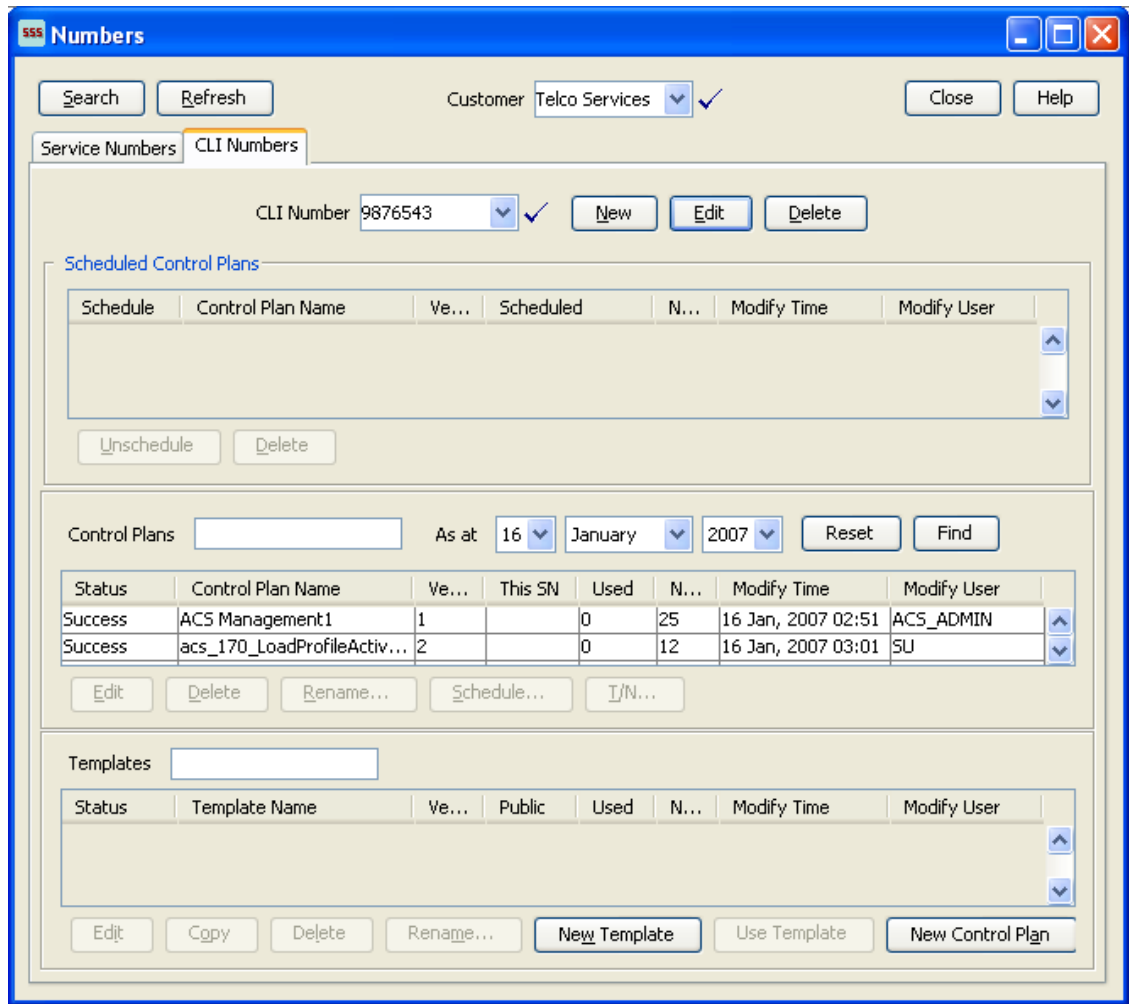 SSS Numbers
Search Refresh Customer Telco Services Close Help
Service Numbers CLI Numbers
CLI Number 9876543 New Edit Delete
Scheduled Control Plans
Schedule Control Plan Name Ve... Scheduled N... Modify Time Modify User
Unschedule Delete
Control Plans As at 16 January 2007 Reset Find
Status Control Plan Name Ve... This SN Used N... Modify Time Modify User
Success ACS Management1 1 0 25 16 Jan, 2007 02:51 ACS_ADMIN
Success acs_170_LoadProfileActiv... 2 0 12 16 Jan, 2007 03:01 SU
Edit Delete Rename... Schedule... T/N...
Templates
Status Template Name Ve... Public Used N... Modify Time Modify User
Edit Copy Delete Rename... New Template Use Template New Control Plan